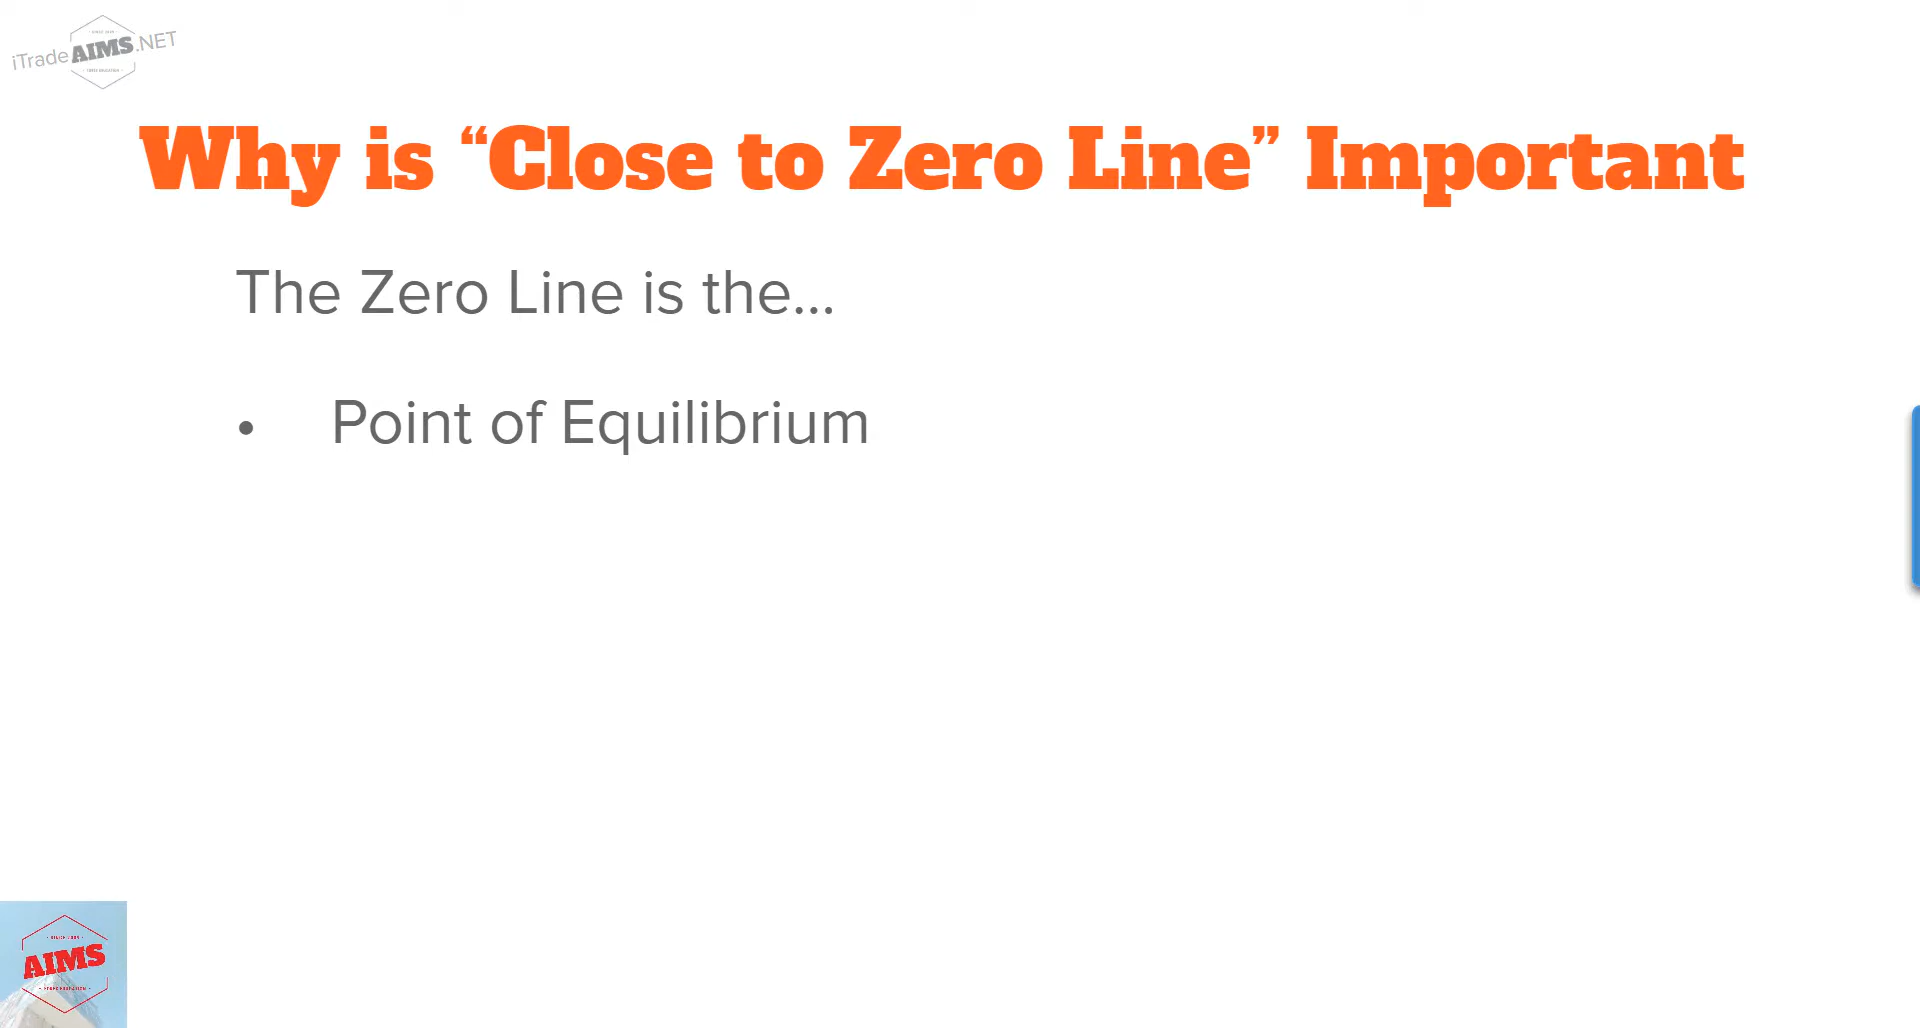 iTradeAIMS.NET
Why is “Close to Zero Line” Important
The Zero Line is the...
• Point of Equilibrium
AIMS